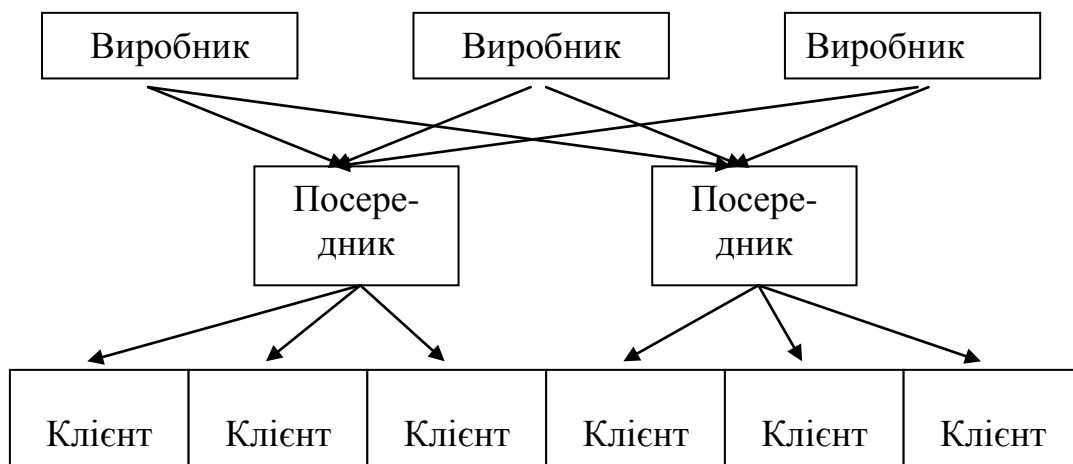 Виробник Виробник Виробник
Посере- Посере-
дник дник
Клієнт Клієнт Клієнт Клієнт Клієнт Клієнт